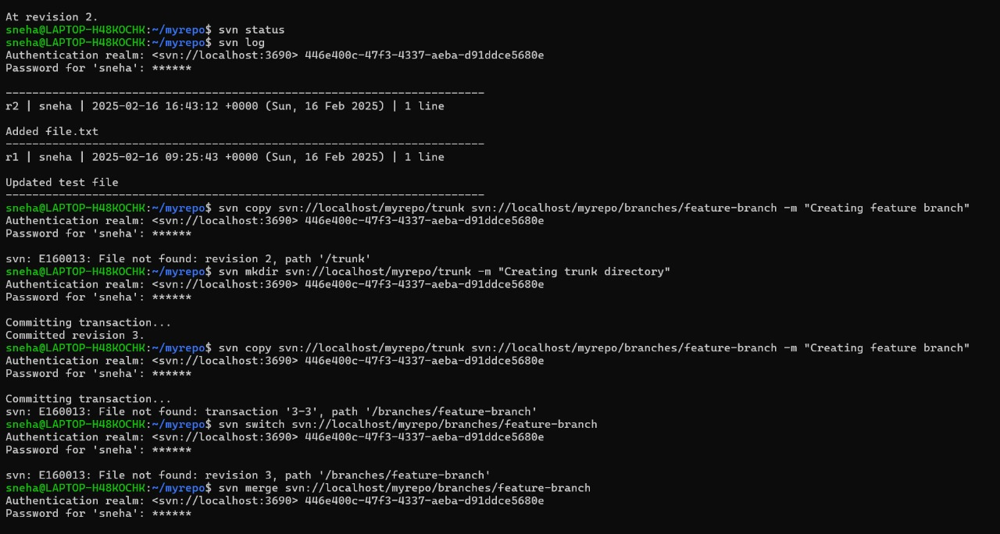 At revision 2.
sneha@LAPTOP-H48KOCHK:~/myrepo$ svn status
sneha@LAPTOP-H48KOCHK:~/myrepo$ svn log
Authentication realm: <svn://localhost:3690> 446e400c-47f3-4337-aeba-d91ddce5680e
Password for 'sneha': ******
------------------------------------------------------------------------
r2 | sneha | 2025-02-16 16:43:12 +0000 (Sun, 16 Feb 2025) | 1 line
Added file.txt
------------------------------------------------------------------------
r1 | sneha | 2025-02-16 09:25:43 +0000 (Sun, 16 Feb 2025) | 1 line
Updated test file
------------------------------------------------------------------------
sneha@LAPTOP-H48KOCHK:~/myrepo$ svn copy svn://localhost/myrepo/trunk svn://localhost/myrepo/branches/feature-branch -m "Creating feature branch"
Authentication realm: <svn://localhost:3690> 446e400c-47f3-4337-aeba-d91ddce5680e
Password for 'sneha': ******
svn: E160013: File not found: revision 2, path '/trunk'
sneha@LAPTOP-H48KOCHK:~/myrepo$ svn mkdir svn://localhost/myrepo/trunk -m "Creating trunk directory"
Authentication realm: <svn://localhost:3690> 446e400c-47f3-4337-aeba-d91ddce5680e
Password for 'sneha': ******
Committing transaction...
Committed revision 3.
sneha@LAPTOP-H48KOCHK:~/myrepo$ svn copy svn://localhost/myrepo/trunk svn://localhost/myrepo/branches/feature-branch -m "Creating feature branch"
Authentication realm: <svn://localhost:3690> 446e400c-47f3-4337-aeba-d91ddce5680e
Password for 'sneha': ******
Committing transaction...
svn: E160013: File not found: transaction '3-3', path '/branches/feature-branch'
sneha@LAPTOP-H48KOCHK:~/myrepo$ svn switch svn://localhost/myrepo/branches/feature-branch
Authentication realm: <svn://localhost:3690> 446e400c-47f3-4337-aeba-d91ddce5680e
Password for 'sneha': ******
svn: E160013: File not found: revision 3, path '/branches/feature-branch'
sneha@LAPTOP-H48KOCHK:~/myrepo$ svn merge svn://localhost/myrepo/branches/feature-branch
Authentication realm: <svn://localhost:3690> 446e400c-47f3-4337-aeba-d91ddce5680e
Password for 'sneha': ******